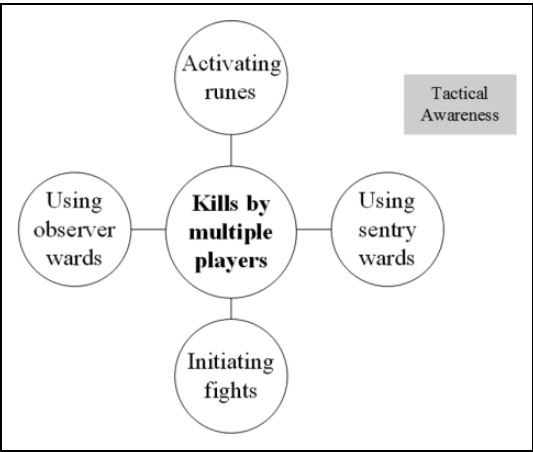 Activating
runes
Tactical
Awareness
Using
observer
wards
Kills by
multiple
players
Using
sentry
wards
Initiating
fights